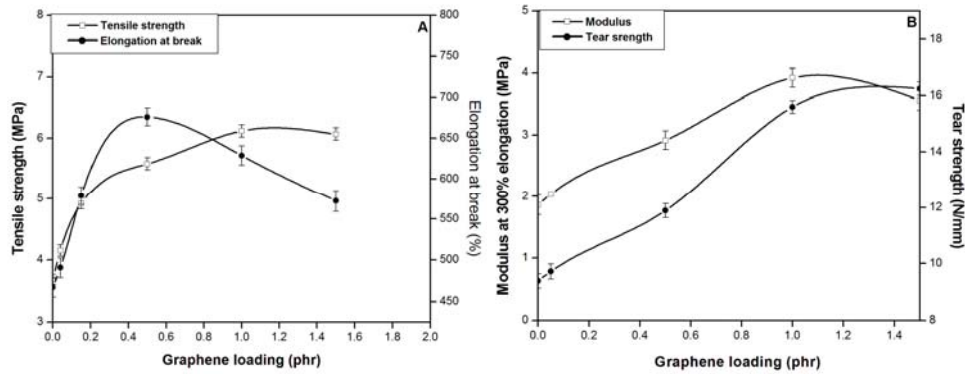 A
Tensile strength
Elongation at break
Tensile strength (MPa)
8
7
6
5
4
3
Elongation at break (%)
800
750
700
650
600
550
500
450
0.0 0.2 0.4 0.6 0.8 1.0 1.2 1.4 1.6 1.8 2.0
Graphene loading (phr)
B
Modulus
Tear srength
Modulus at 300% elongation (MPa)
5
4
3
2
1
0
Tear strength (N/mm)
18
16
14
12
10
8
0.0 0.2 0.4 0.6 0.8 1.0 1.2 1.4
Graphene loading (phr)